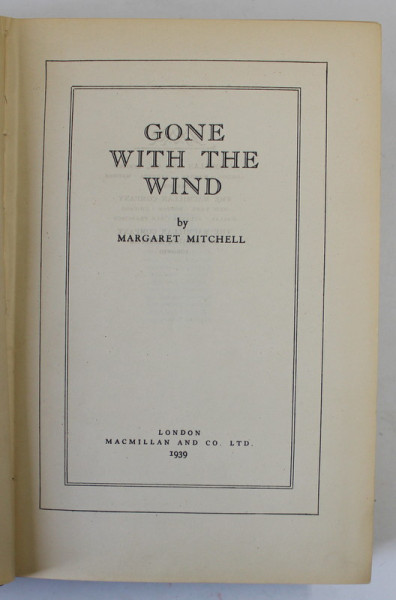 GONE
WITH THE
WIND
by
MARGARET MITCHELL
LONDON
MACMILLAN AND CO. LTD.
1939